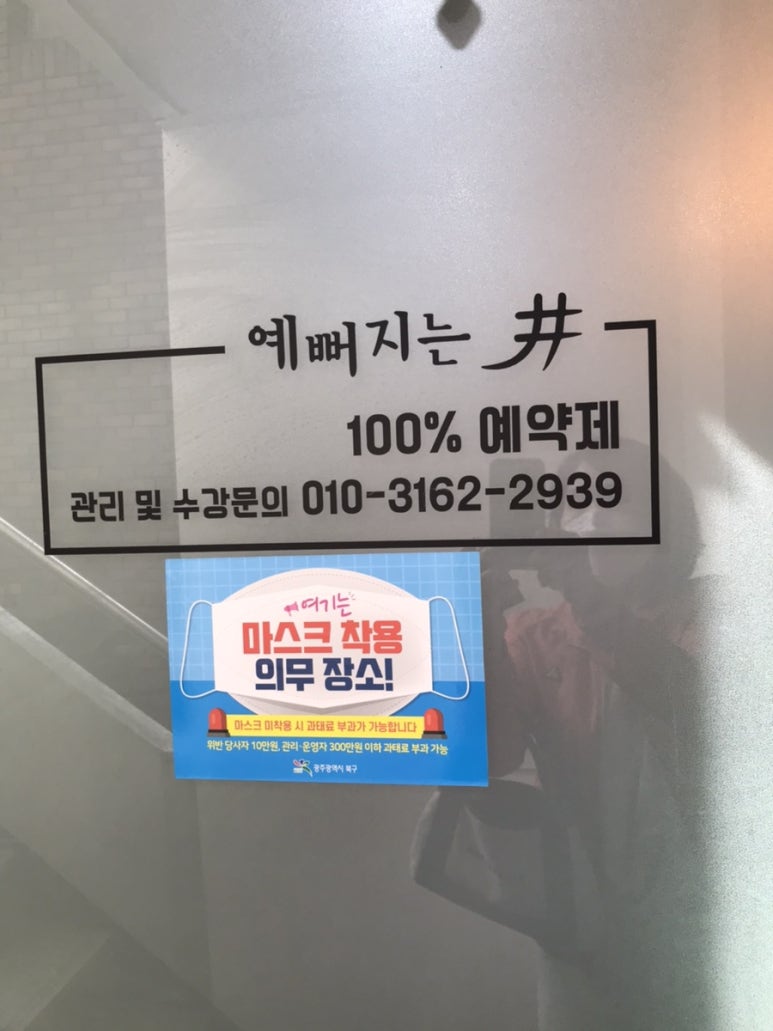 예뻐지는 井
100% 예약제
관리 및 수강문의 010-3162-2939
여기는
마스크 착용
의무 장소!
마스크 미착용 시 과태료 부과가 가능합니다
위반 당사자 10만원, 관리·운영자 300만원 이하 과태료 부과 가능
광주광역시 북구